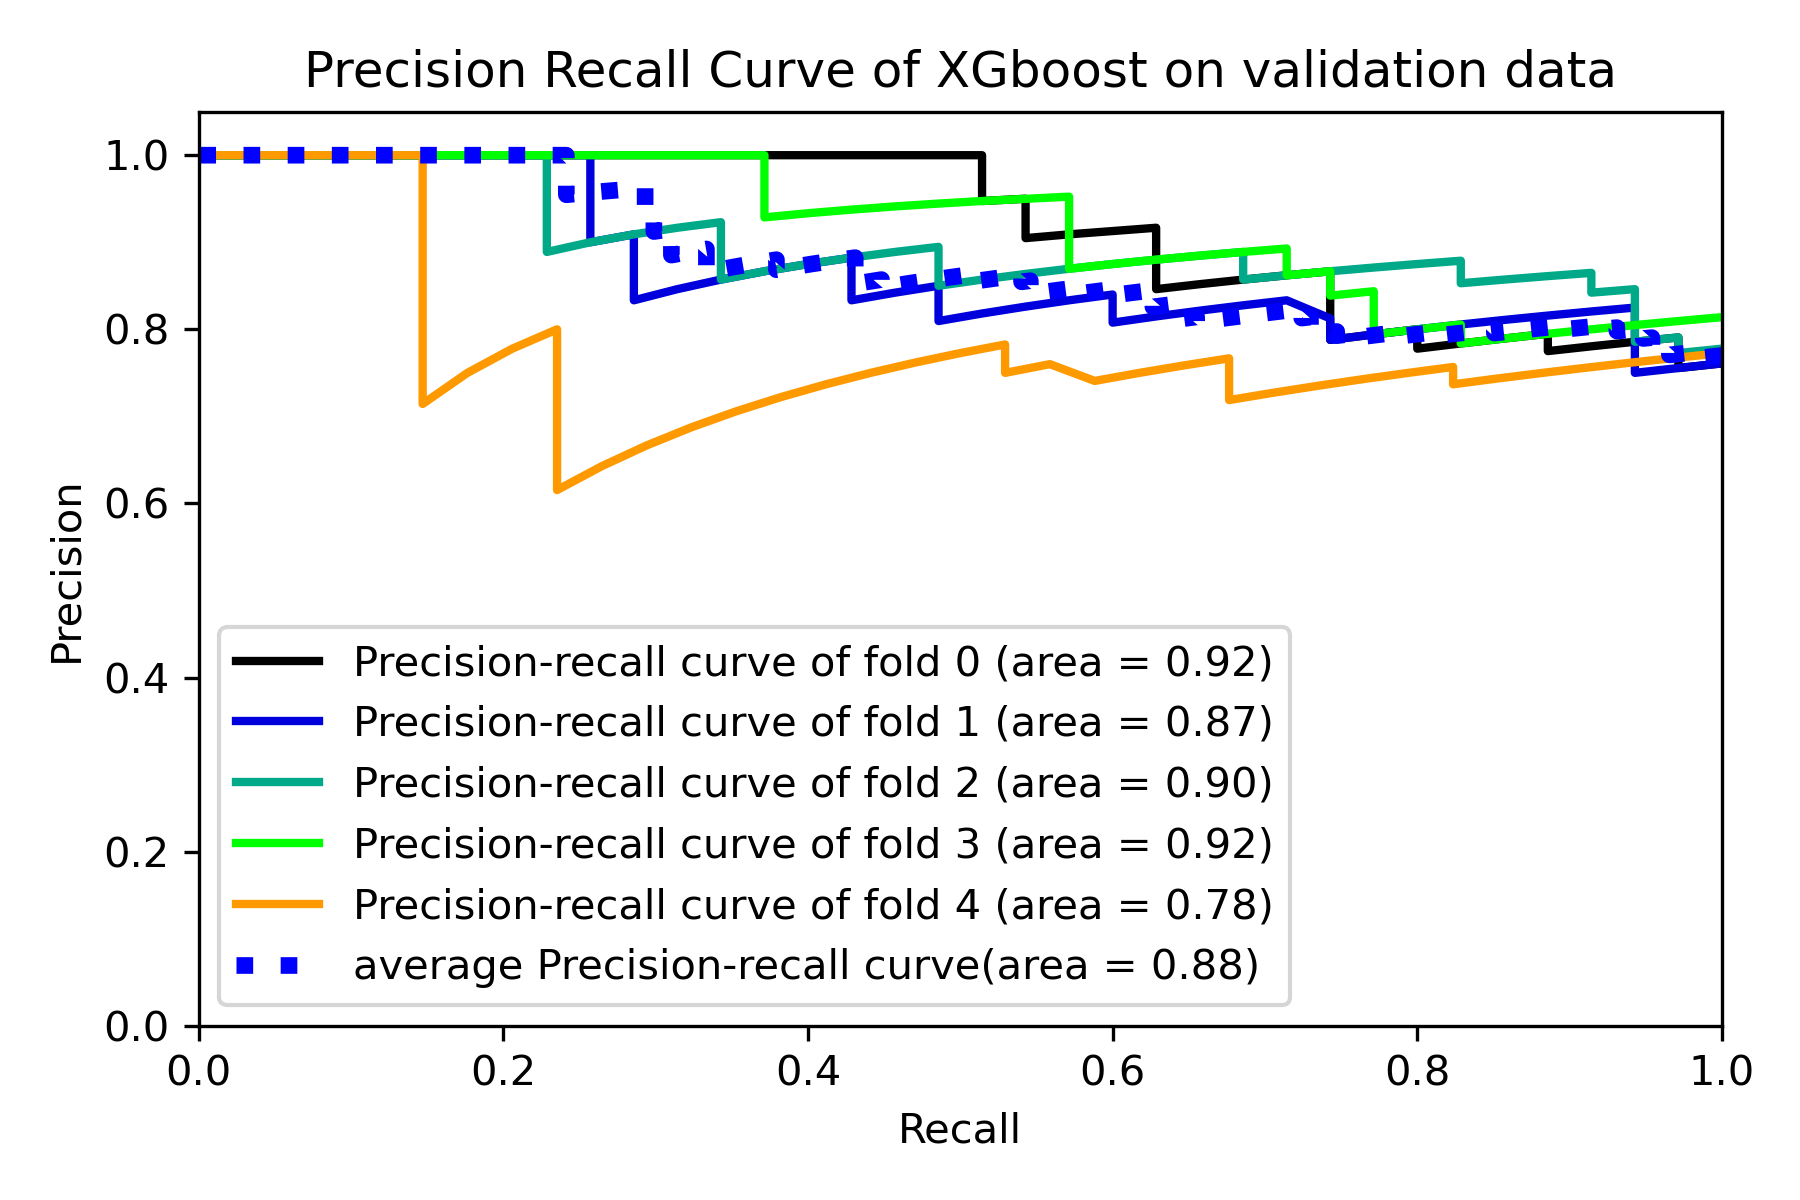 Precision Recall Curve of XGboost on validation data
1.0
0.8
0.6
0.4
0.2
0.0
Precision
Precision-recall curve of fold 0 (area = 0.92)
Precision-recall curve of fold 1 (area = 0.87)
Precision-recall curve of fold 2 (area = 0.90)
Precision-recall curve of fold 3 (area = 0.92)
Precision-recall curve of fold 4 (area = 0.78)
average Precision-recall curve(area = 0.88)
0.0 0.2 0.4 0.6 0.8 1.0
Recall